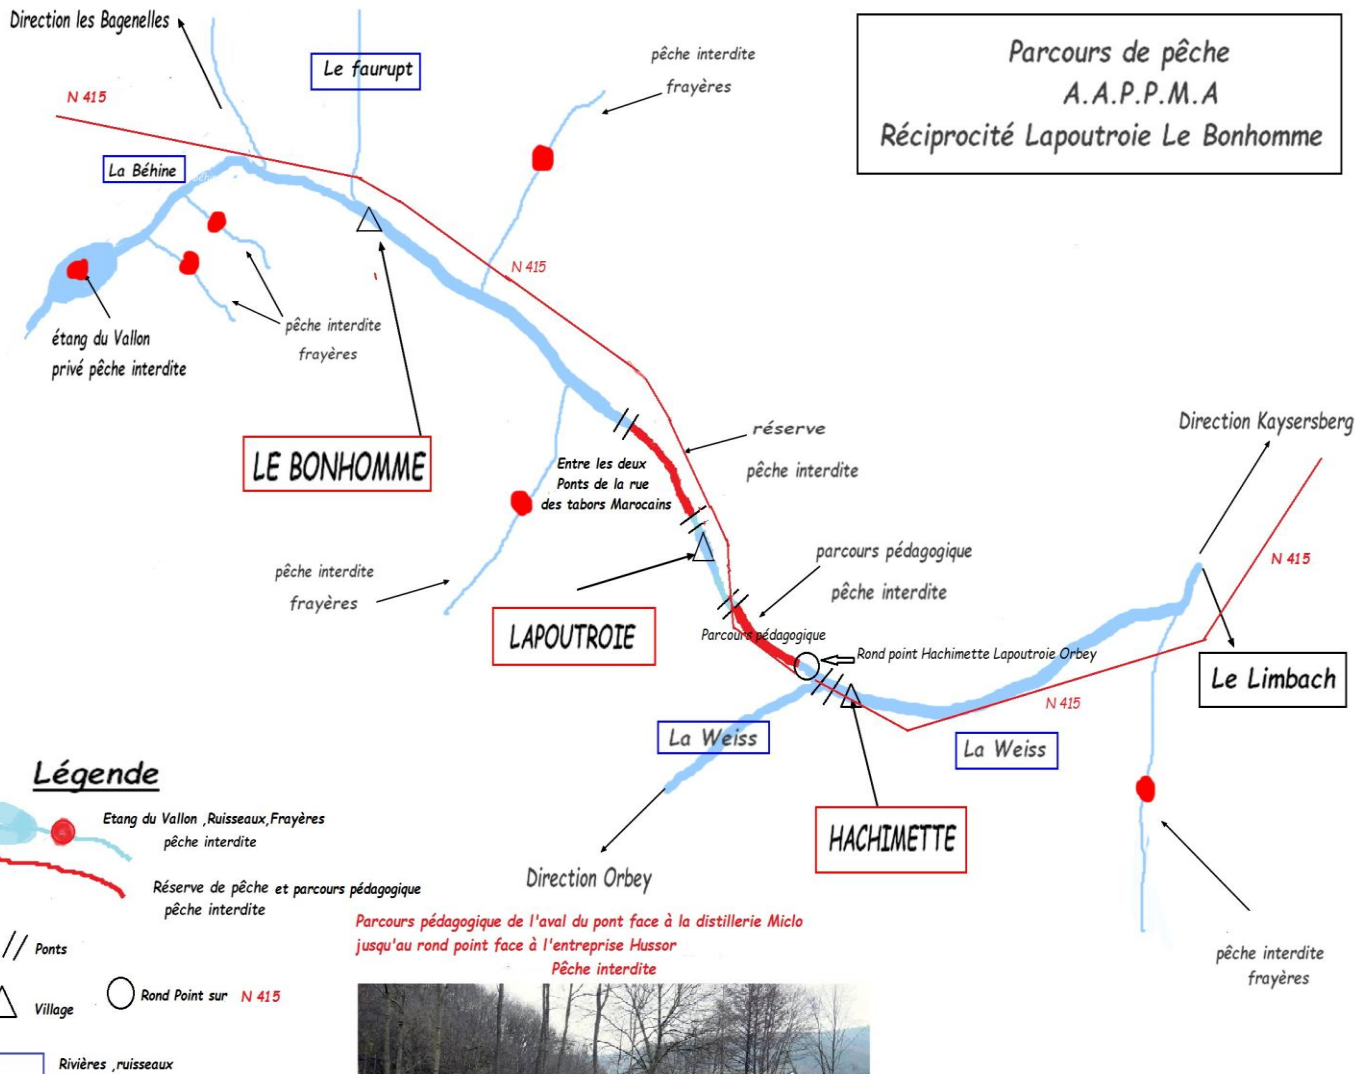 Direction les Bagenelles
Le faurupt
pêche interdite
frayères
Parcours de pêche
A.A.P.P.M.A
Réciprocité Lapoutroie Le Bonhomme
N 415
La Béhine
N 415
étang du Vallon
privé pêche interdite
pêche interdite
frayères
LE BONHOMME
Entre les deux
Ponts de la rue
des tabors Marocains
réserve
pêche interdite
Direction Kaysersberg
N 415
pêche interdite
frayères
LAPOUTROIE
parcours pédagogique
pêche interdite
Parcours pédagogique
Rond point Hachimette Lapoutroie Orbey
Le Limbach
N 415
La Weiss
La Weiss
HACHIMETTE
Direction Orbey
pêche interdite
frayères
Légende
Etang du Vallon ,Ruisseaux,Frayères
pêche interdite
Réserve de pêche et parcours pédagogique
pêche interdite
Ponts
Village
Rond Point sur N 415
Rivières ,ruisseaux
Parcours pédagogique de l'aval du pont face à la distillerie Miclo
jusqu'au rond point face à l'entreprise Hussor
Pêche interdite